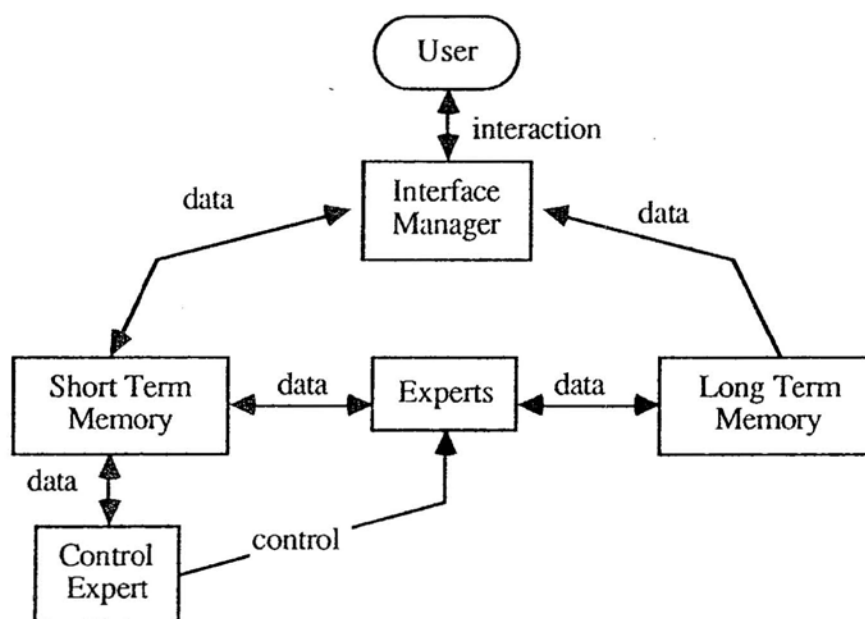 User
interaction
Interface
Manager
data
data
Short Term
Memory
data
Experts
data
Long Term
Memory
data
Control
Expert
control